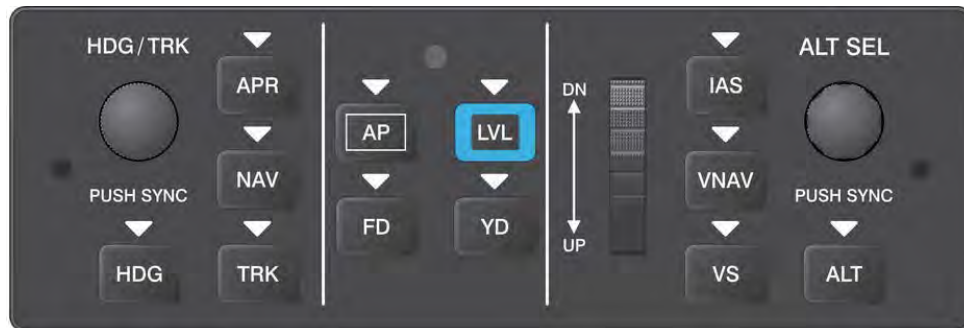 HDG/TRK
PUSH SYNC
HDG
APR
NAV
TRK
AP
LVL
FD
YD
DN
UP
IAS
VNAV
VS
ALT SEL
PUSH SYNC
ALT